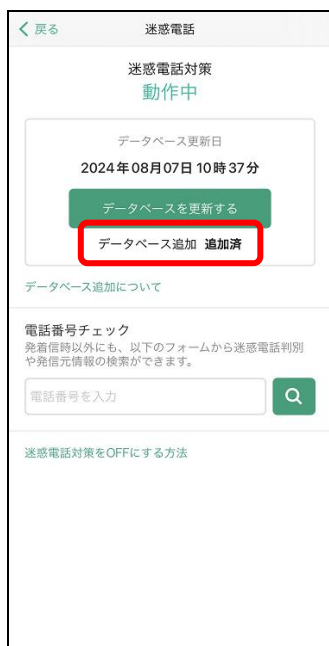 戻る 迷惑電話
迷惑電話対策
動作中
データベース更新日
2024年08月07日 10時37分
データベースを更新する
データベース追加 追加済
データベース追加について
電話番号チェック
発着信時以外にも、以下のフォームから迷惑電話判別
や発信元情報の検索ができます。
電話番号を入力
迷惑電話対策をOFFにする方法